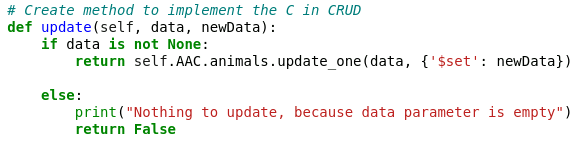 # Create method to implement the C in CRUD
def update(self, data, newData):
    if data is not None:
        return self.AAC.animals.update_one(data, {'$set': newData})
    else:
        print("Nothing to update, because data parameter is empty")
        return False